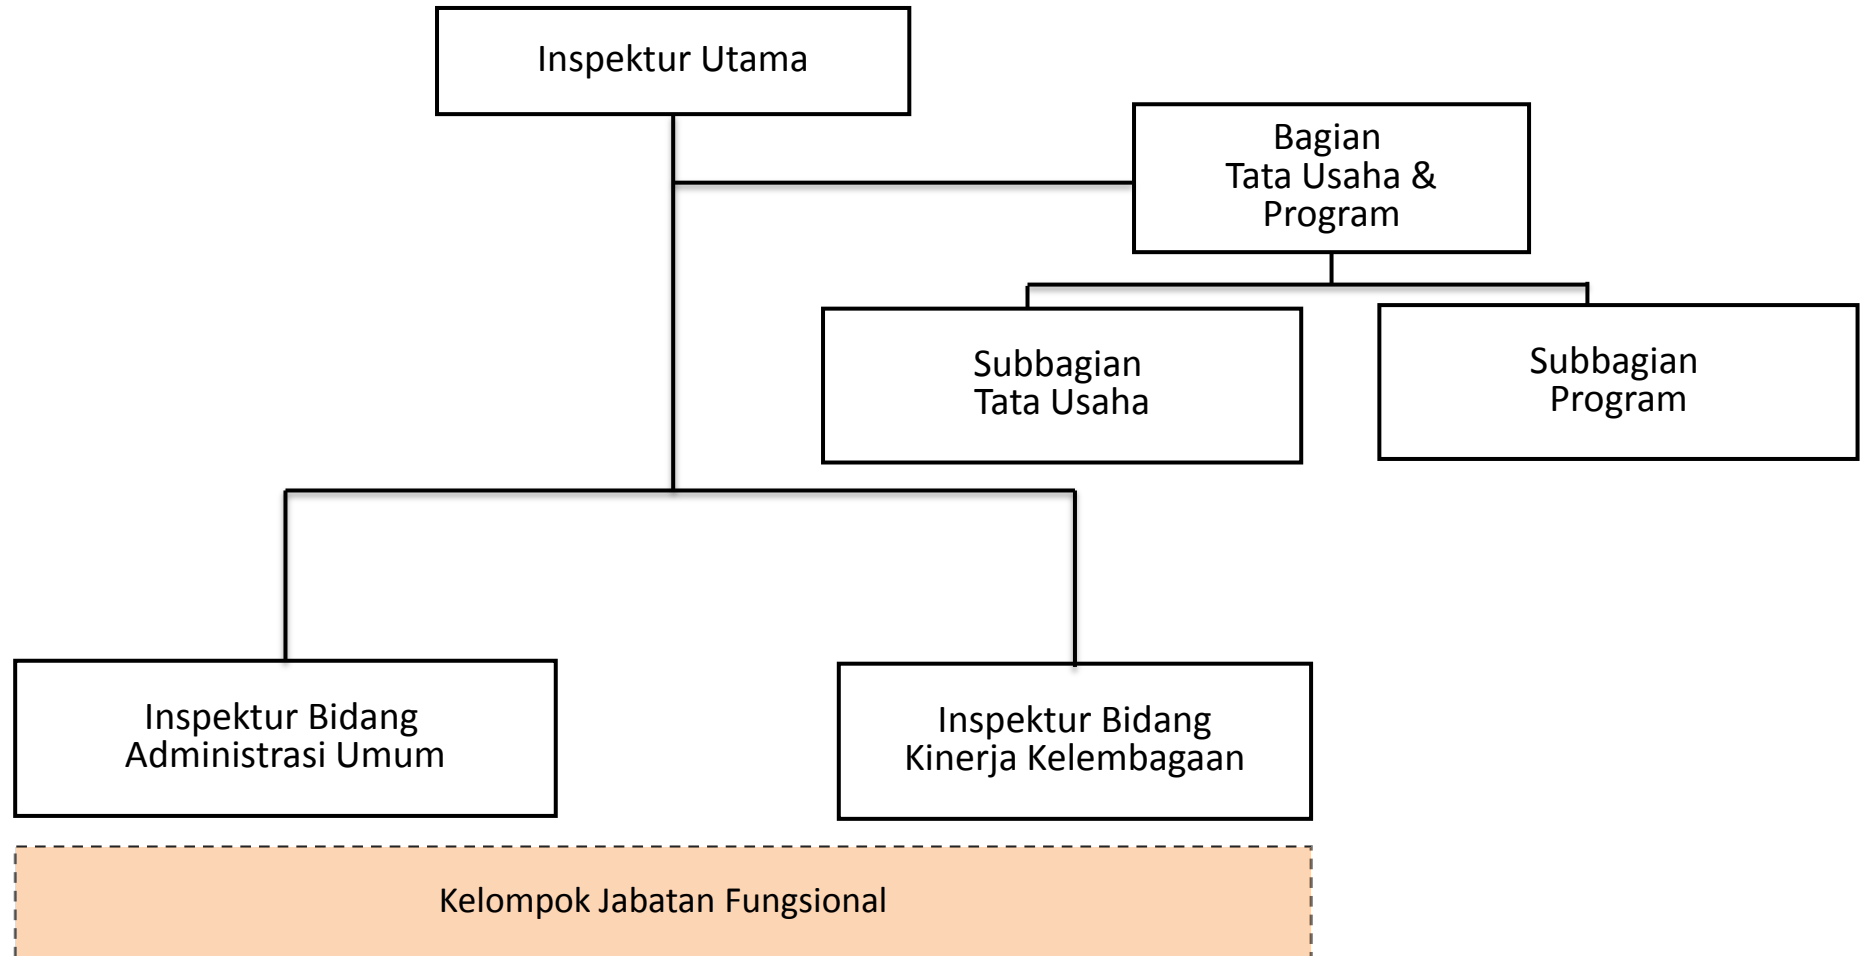 Inspektur Utama
Bagian
Tata Usaha &
Program
Subbagian
Tata Usaha
Subbagian
Program
Inspektur Bidang
Administrasi Umum
Inspektur Bidang
Kinerja Kelembagaan
Kelompok Jabatan Fungsional